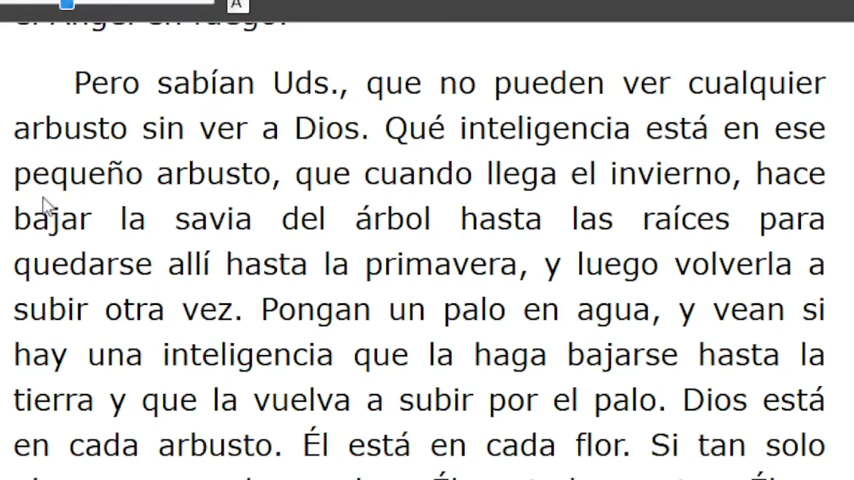 A
el Ángel en fuego.
Pero sabían Uds., que no pueden ver cualquier
arbusto sin ver a Dios. Qué inteligencia está en ese
pequeño arbusto, que cuando llega el invierno, hace
bajar la savia del árbol hasta las raíces para
quedarse allí hasta la primavera, y luego volverla a
subir otra vez. Pongan un palo en agua, y vean si
hay una inteligencia que la haga bajarse hasta la
tierra y que la vuelva a subir por el palo. Dios está
en cada arbusto. Él está en cada flor. Si tan solo